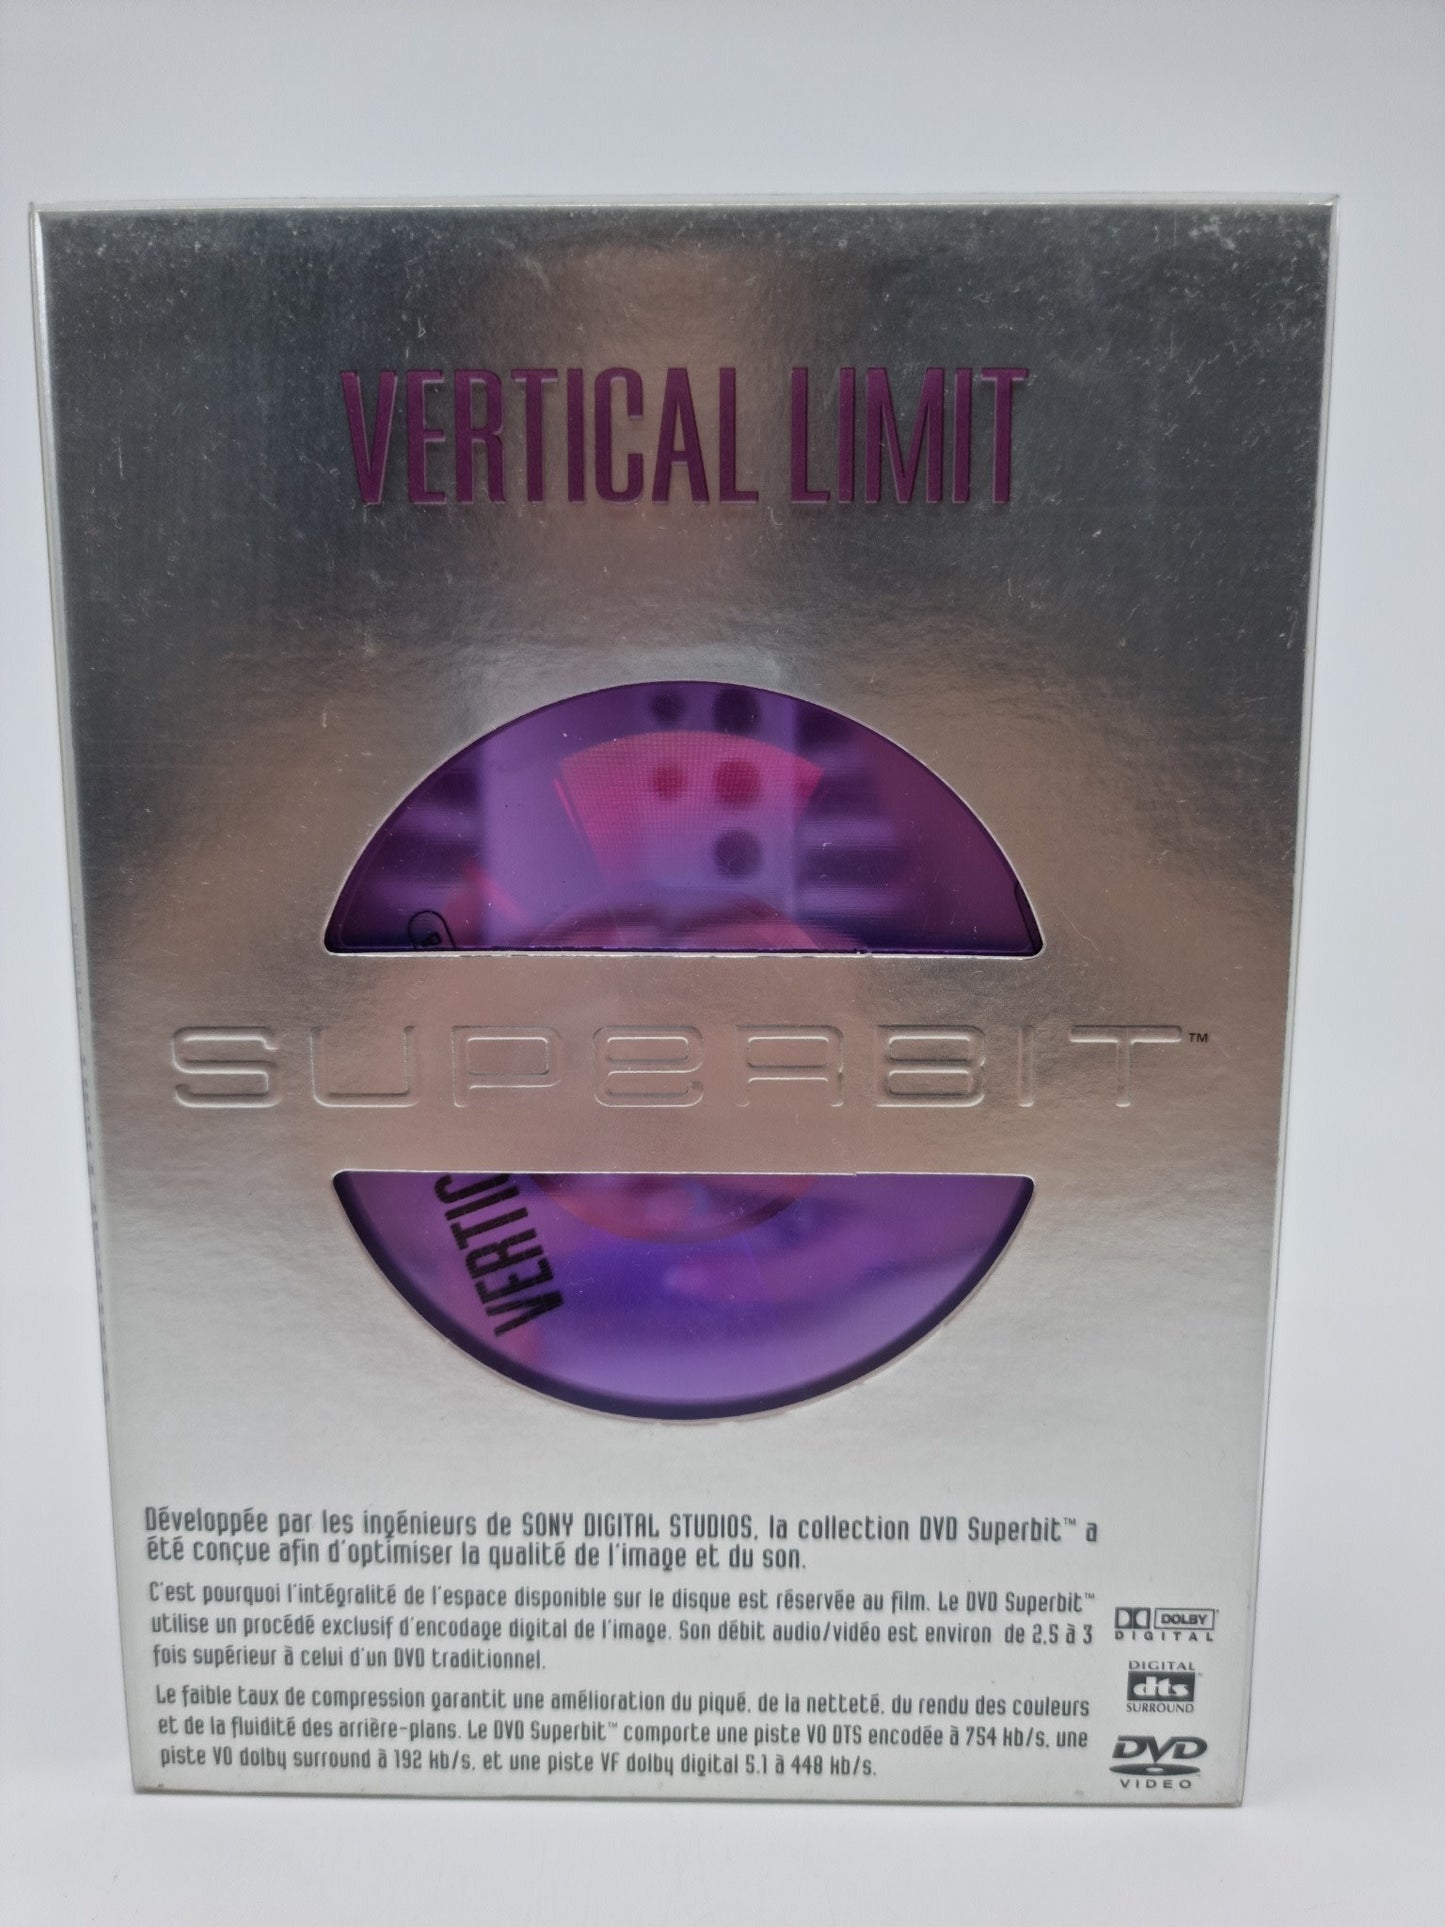 VERTICAL LIMIT
SUPERBIT™
VERTIC
Développée par les ingénieurs de SONY DIGITAL STUDIOS, la collection DVD Superbit™ a
été conçue afin d'optimiser la qualité de l'image et du son.
C'est pourquoi l'intégralité de l'espace disponible sur le disque est réservée au film. Le DVD Superbit™
utilise un procédé exclusif d'encodage digital de l'image. Son débit audio/vidéo est environ de 2,5 à 3
fois supérieur à celui d'un DVD traditionnel.
Le faible taux de compression garantit une amélioration du piqué, de la netteté, du rendu des couleurs
et de la fluidité des arrière-plans. Le DVD Superbit™ comporte une piste VO DTS encodée à 754 kb/s, une
piste VO dolby surround à 192 kb/s, et une piste VF dolby digital 5.1 à 448 kb/s.
DOLBY
DIGITAL
DIGITAL
dts
SURROUND
DVD
VIDEO